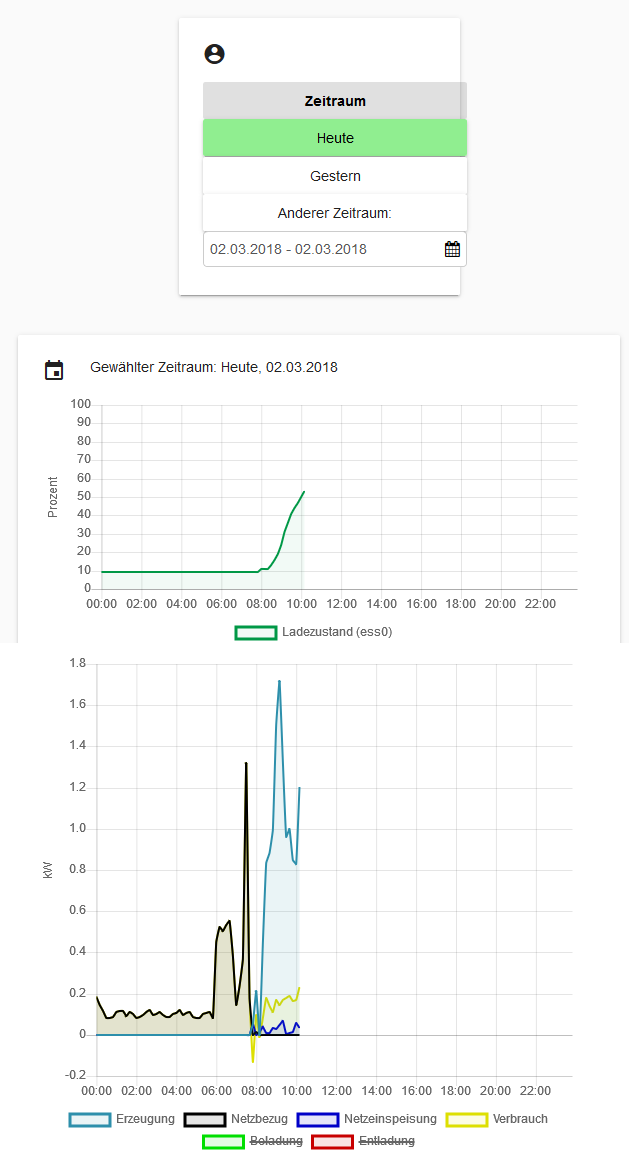 Zeitraum
Heute
Gestern
Anderer Zeitraum:
02.03.2018 - 02.03.2018
Gewählter Zeitraum: Heute, 02.03.2018
100
90
80
70
60
50
40
30
20
10
0
Prozent
00:00 02:00 04:00 06:00 08:00 10:00 12:00 14:00 16:00 18:00 20:00 22:00
Ladezustand (ess0)
1.8
1.6
1.4
1.2
1.0
0.8
0.6
0.4
0.2
0
-0.2
kW
00:00 02:00 04:00 06:00 08:00 10:00 12:00 14:00 16:00 18:00 20:00 22:00
Erzeugung Netzbezug Netzeinspeisung Verbrauch
Beladung Entladung